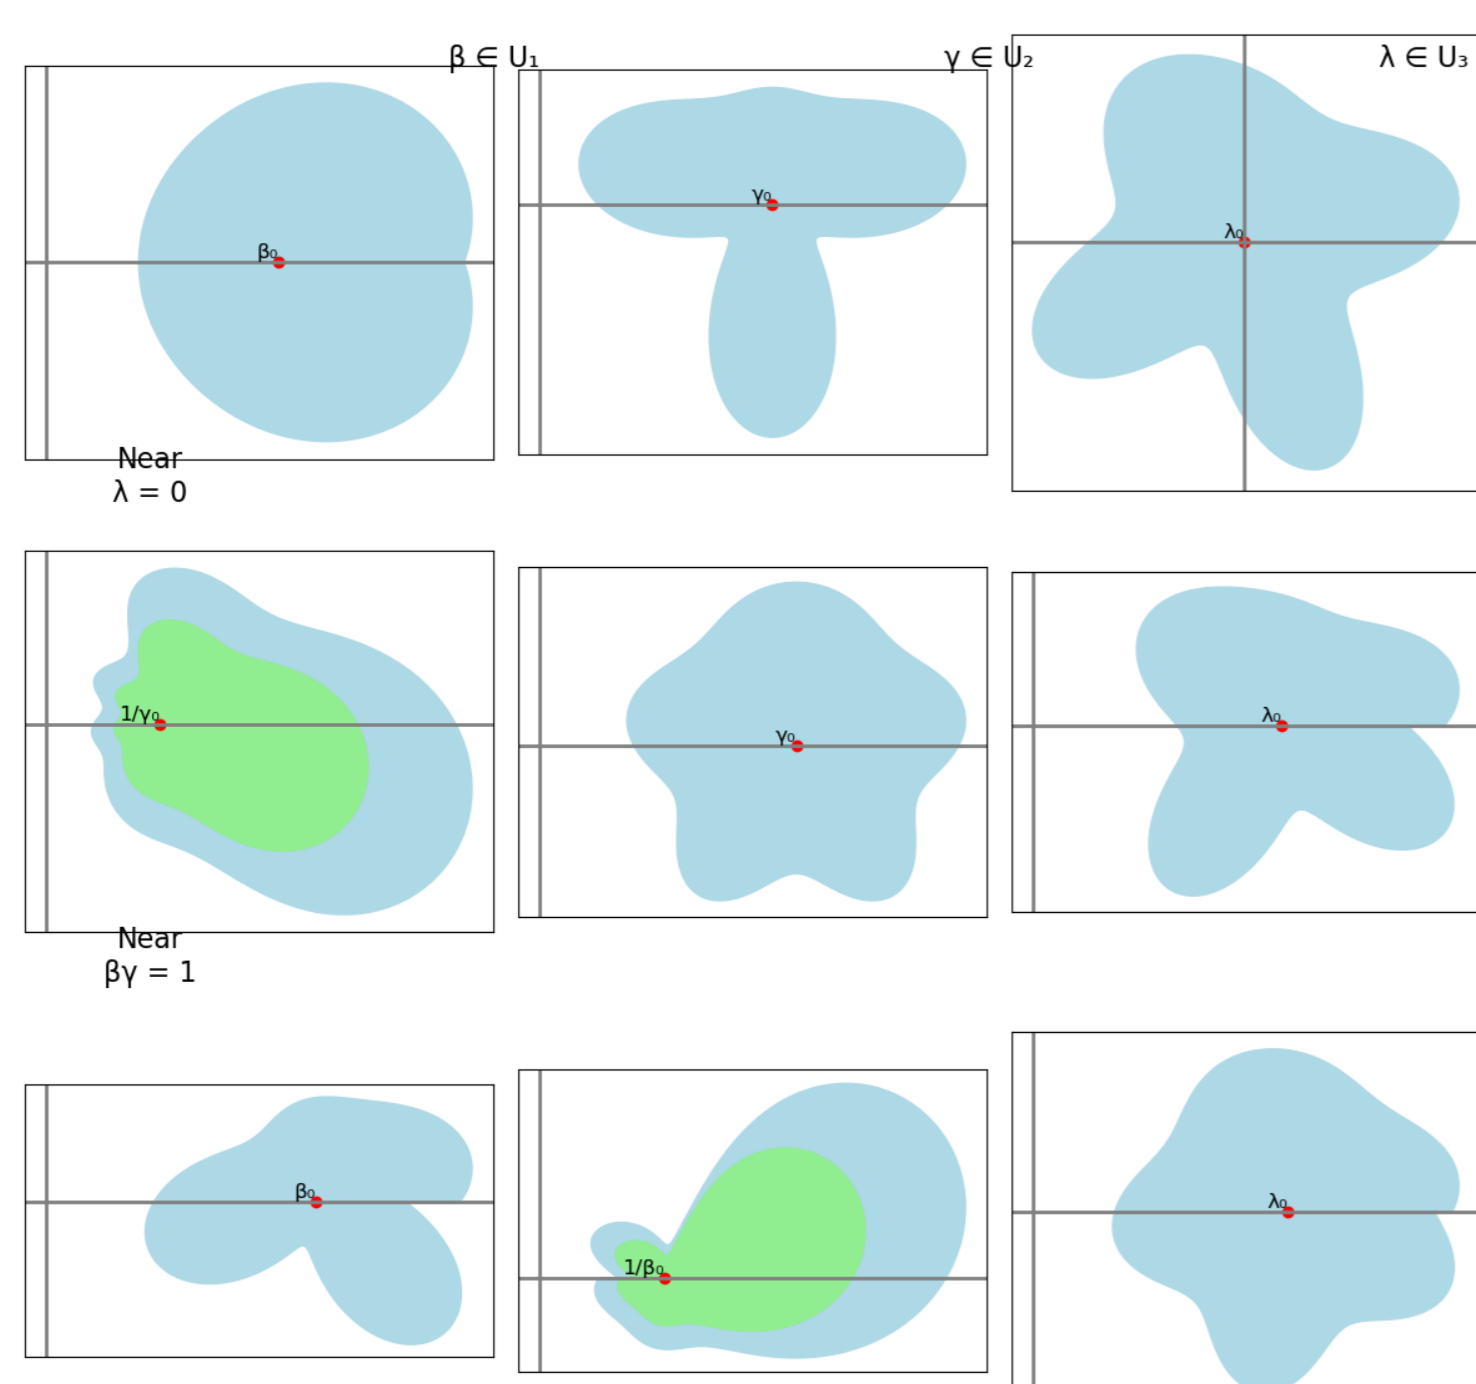 β ∈ U₁
γ ∈ U₂
λ ∈ U₃
β₀
γ₀
λ₀
Near
λ = 0
1/γ₀
γ₀
λ₀
Near
βγ = 1
β₀
1/β₀
λ₀